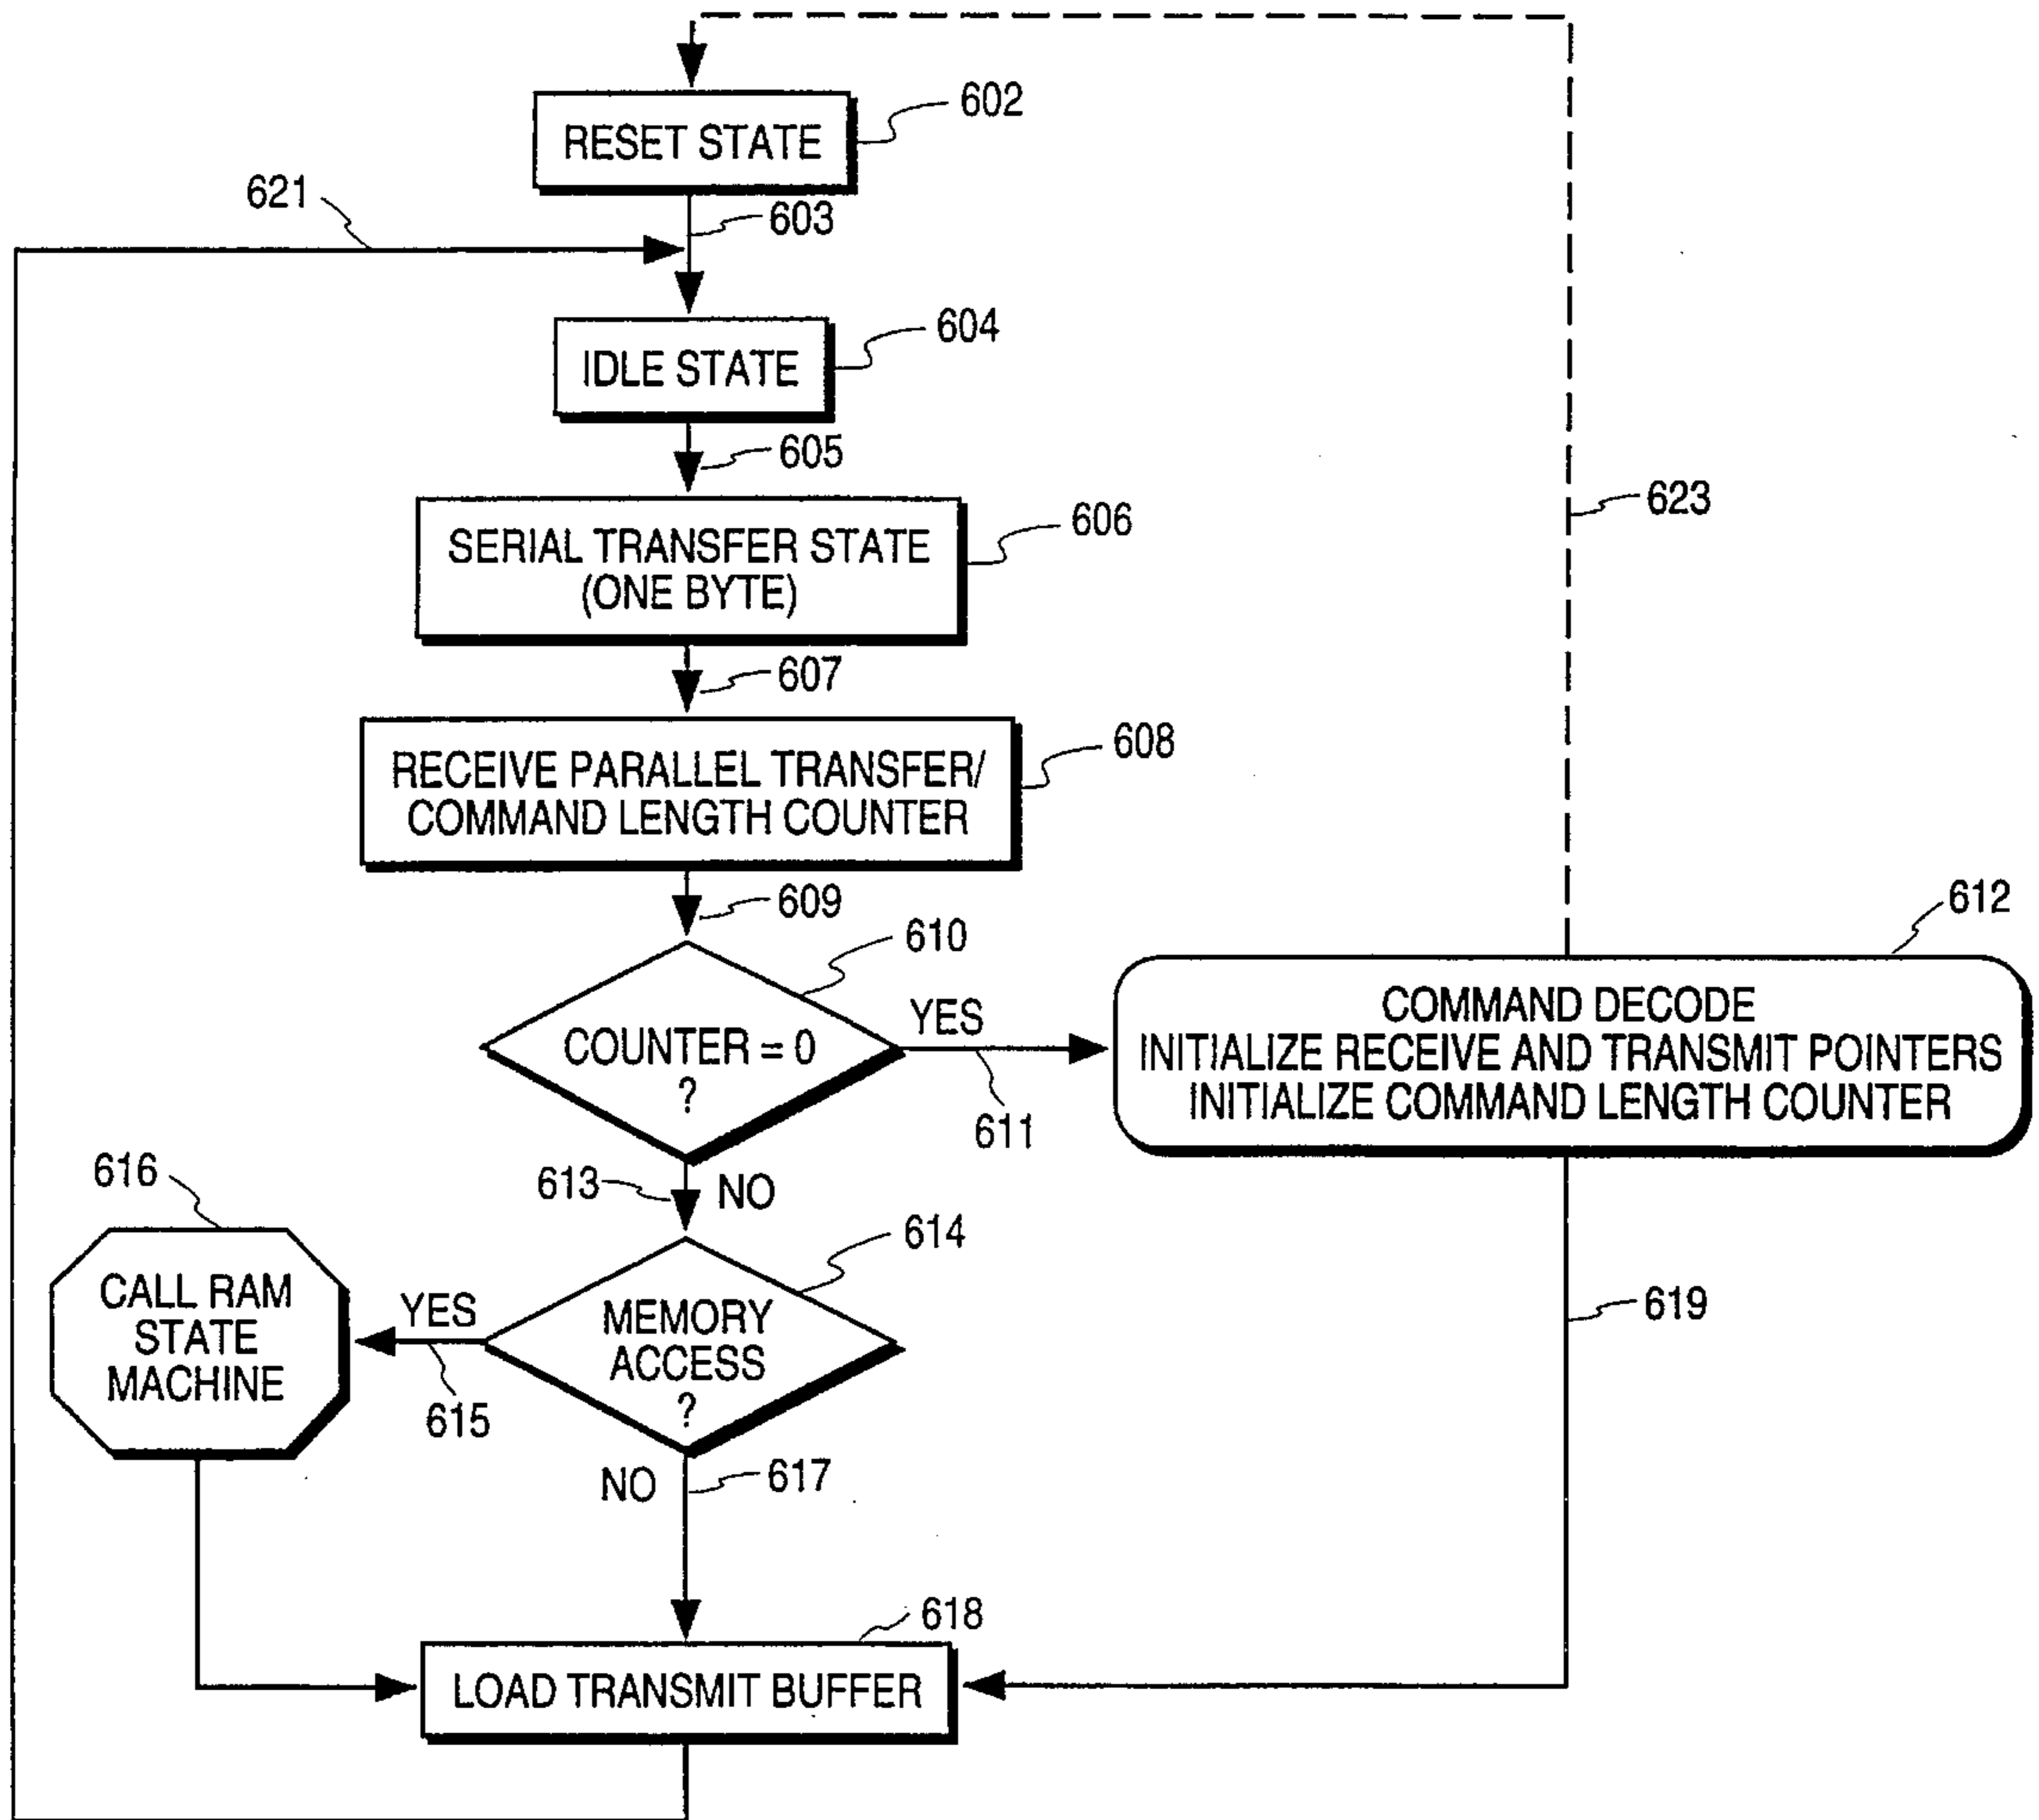 602
RESET STATE
621
603
604
IDLE STATE
605
623
606
SERIAL TRANSFER STATE
(ONE BYTE)
607
608
RECEIVE PARALLEL TRANSFER/
COMMAND LENGTH COUNTER
609
612
610
COMMAND DECODE
INITIALIZE RECEIVE AND TRANSMIT POINTERS
INITIALIZE COMMAND LENGTH COUNTER
YES
COUNTER = 0
?
611
616
613
NO
614
CALL RAM
STATE
MACHINE
YES
MEMORY
ACCESS
?
619
615
NO
617
618
LOAD TRANSMIT BUFFER